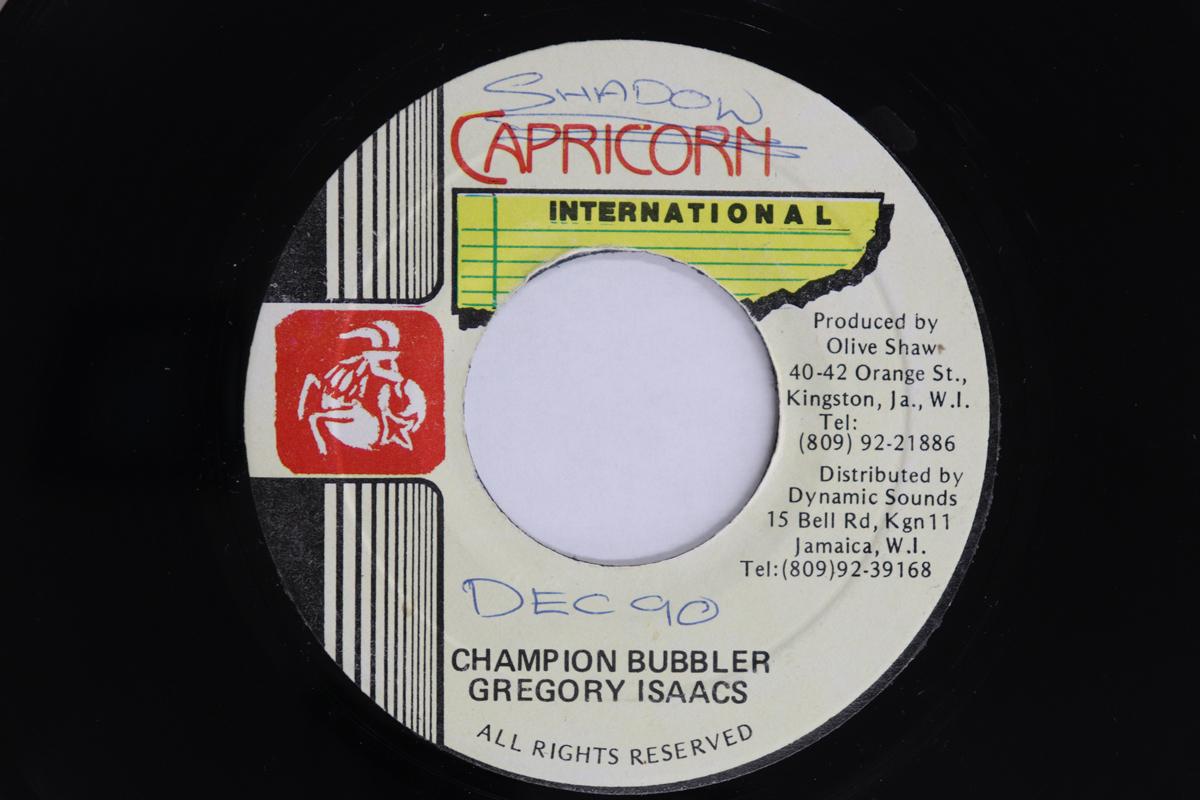 SHADOW
CAPRICORN
INTERNATIONAL
Produced by
Olive Shaw
40-42 Orange St.,
Kingston, Ja., W.I.
Tel:
(809) 92-21886
Distributed by
Dynamic Sounds
15 Bell Rd, Kgn11
Jamaica, W.I.
Tel:(809)92-39168
DEC 90
CHAMPION BUBBLER
GREGORY ISAACS
ALL RIGHTS RESERVED